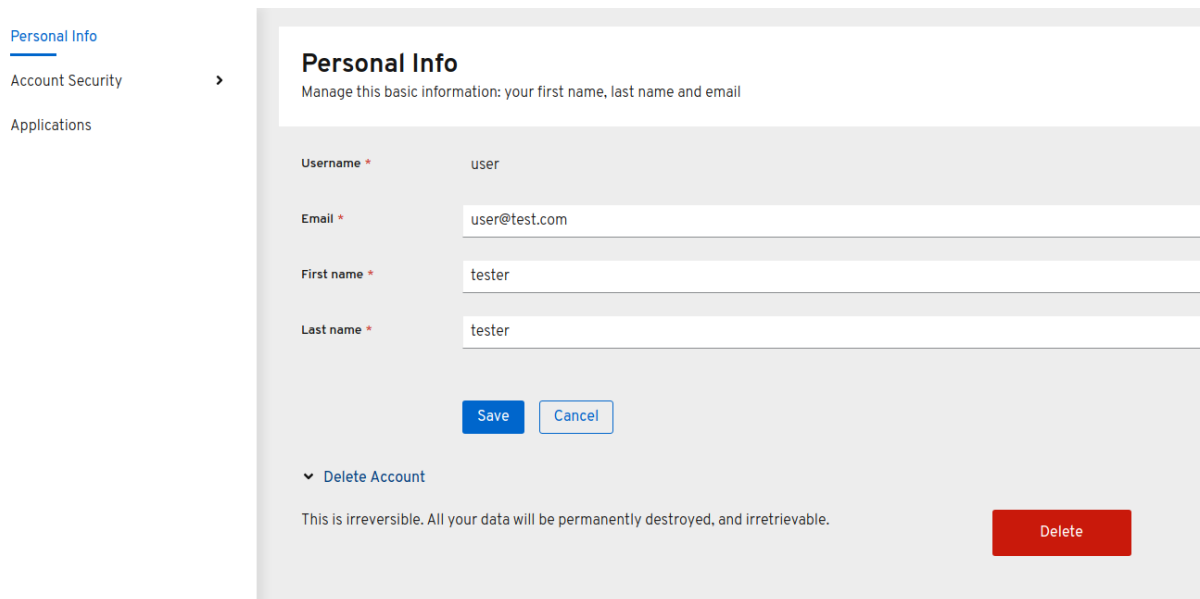 Personal Info
Account Security
Applications
Personal Info
Manage this basic information: your first name, last name and email
Username * user
Email * user@test.com
First name * tester
Last name * tester
Save Cancel
Delete Account
This is irreversible. All your data will be permanently destroyed, and irretrievable.
Delete